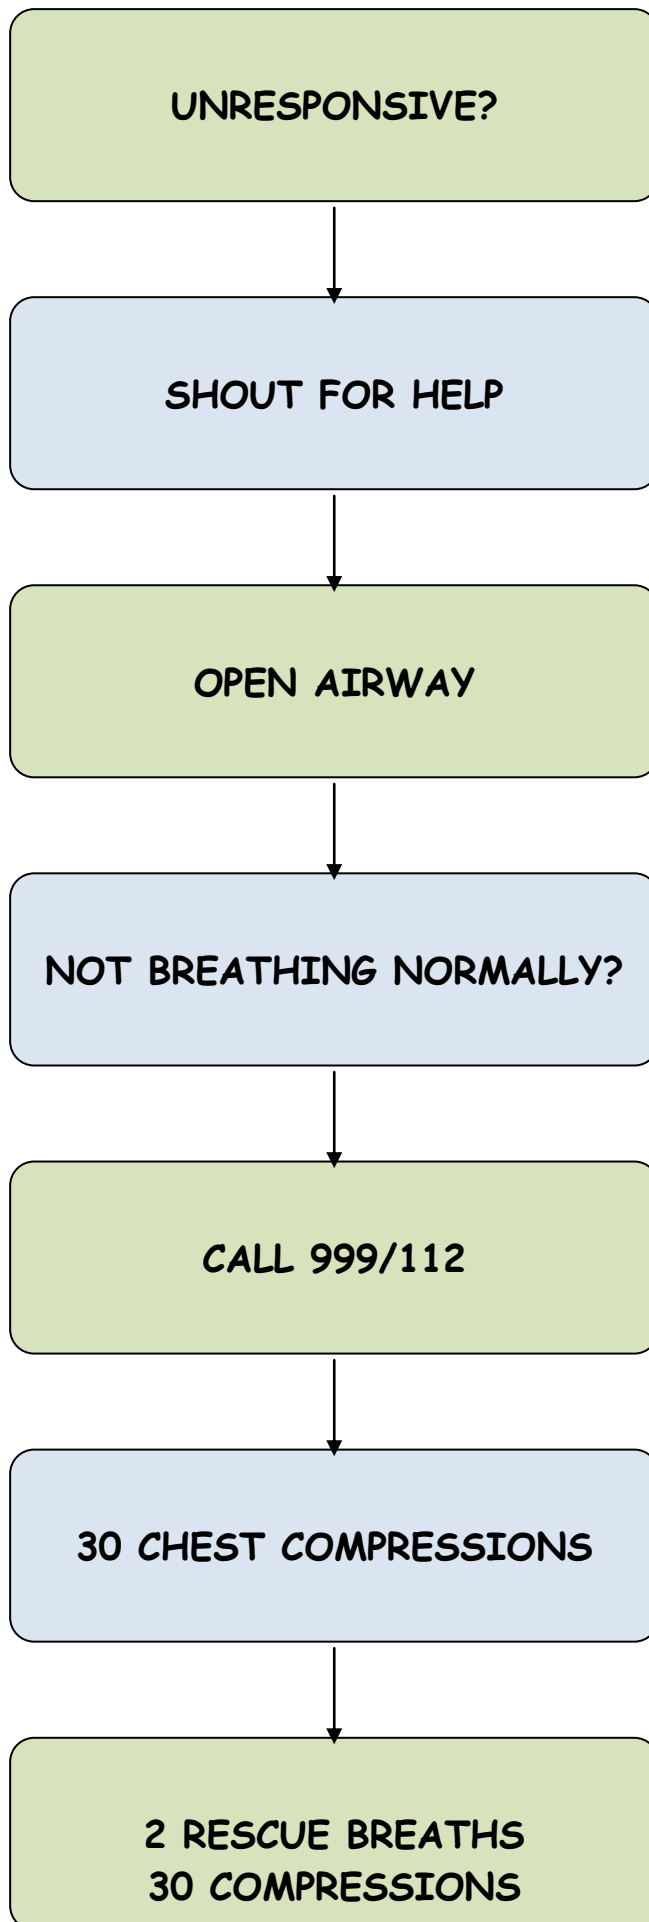 UNRESPONSIVE?
SHOUT FOR HELP
OPEN AIRWAY
NOT BREATHING NORMALLY?
CALL 999/112
30 CHEST COMPRESSIONS
2 RESCUE BREATHS
30 COMPRESSIONS